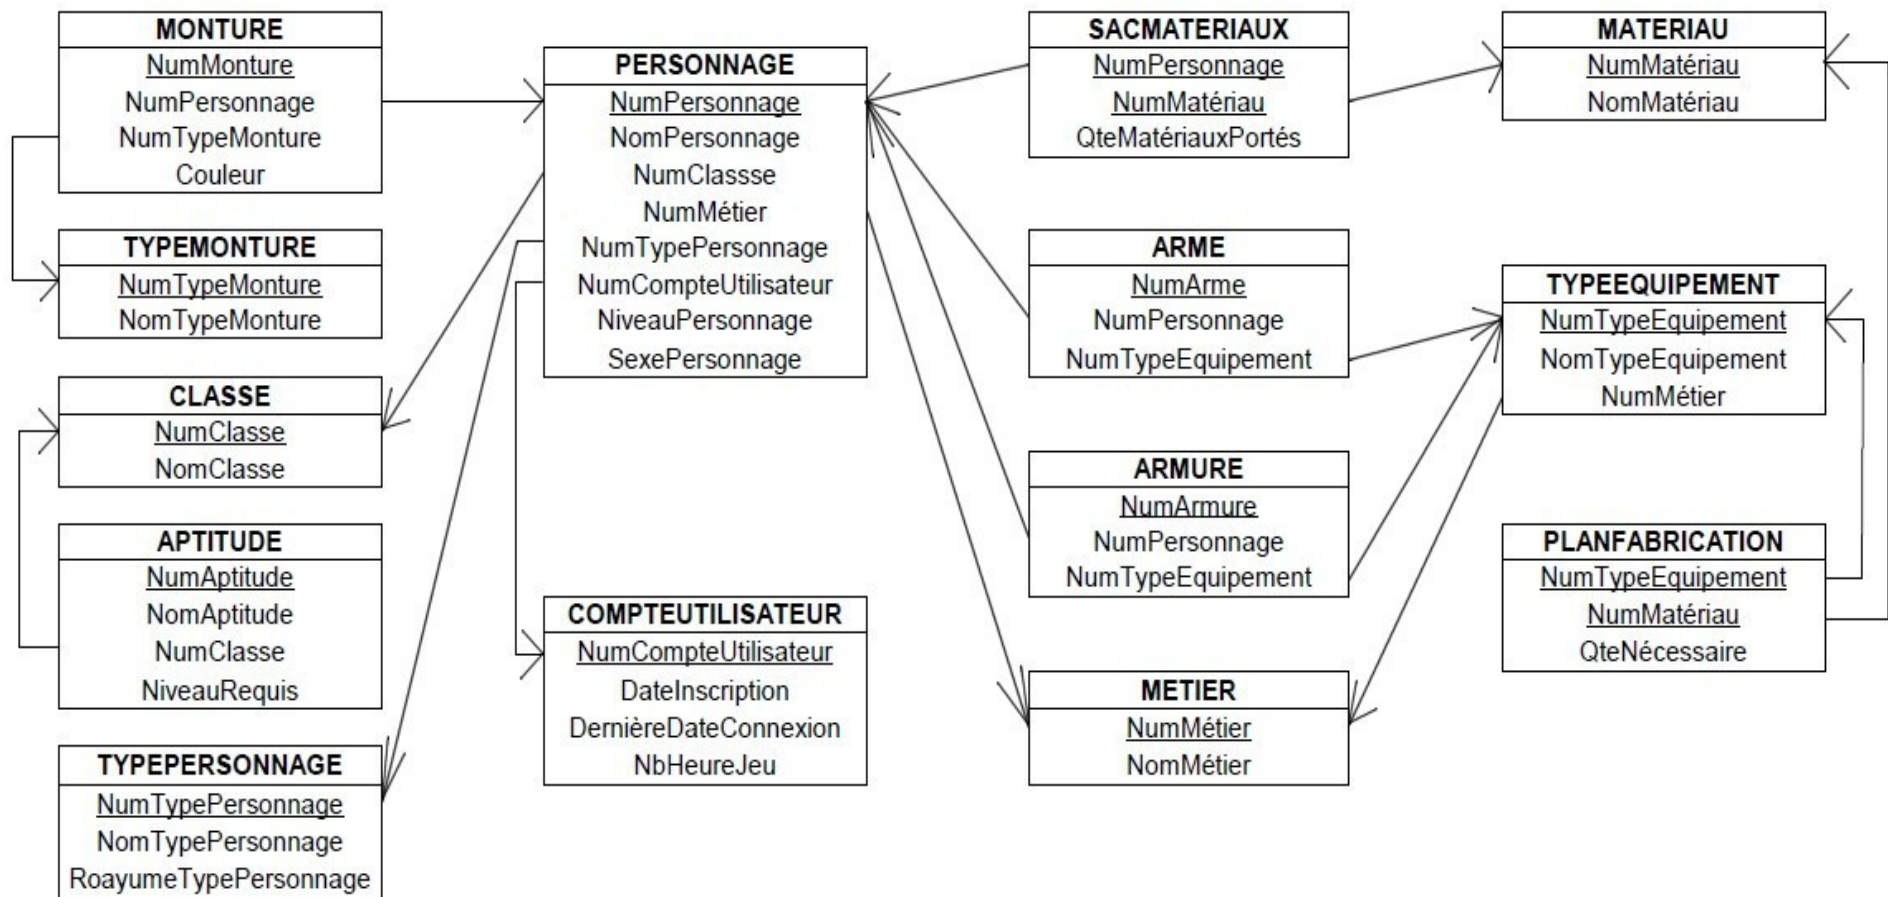 MONTURE
NumMonture
NumPersonnage
NumTypeMonture
Couleur
TYPEMONTURE
NumTypeMonture
NomTypeMonture
CLASSE
NumClasse
NomClasse
APTITUDE
NumAptitude
NomAptitude
NumClasse
NiveauRequis
TYPEPERSONNAGE
NumTypePersonnage
NomTypePersonnage
RoayumeTypePersonnage
PERSONNAGE
NumPersonnage
NomPersonnage
NumClassse
NumMétier
NumTypePersonnage
NumCompteUtilisateur
NiveauPersonnage
SexePersonnage
COMPTEUTILISATEUR
NumCompteUtilisateur
DateInscription
DernièreDateConnexion
NbHeureJeu
SACMATERIAUX
NumPersonnage
NumMatériau
QteMatériauxPortés
ARME
NumArme
NumPersonnage
NumTypeEquipement
ARMURE
NumArmure
NumPersonnage
NumTypeEquipement
METIER
NumMétier
NomMétier
MATERIAU
NumMatériau
NomMatériau
TYPEEQUIPEMENT
NumTypeEquipement
NomTypeEquipement
NumMétier
PLANFABRICATION
NumTypeEquipement
NumMatériau
QteNécessaire